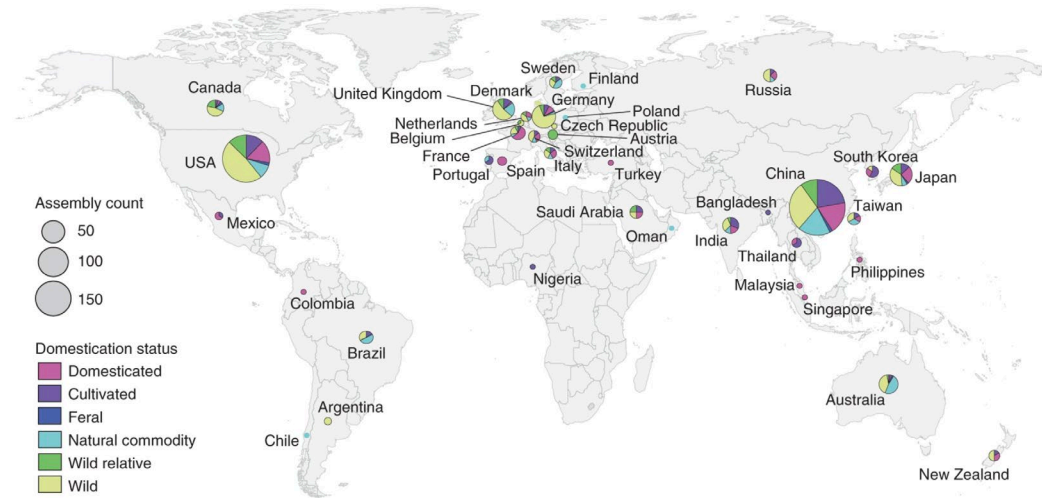 Canada
USA
Mexico
Colombia
Brazil
Argentina
Chile
Sweden
Finland
United Kingdom
Denmark
Germany
Netherlands
Poland
Belgium
Czech Republic
France
Austria
Switzerland
Portugal
Spain
Italy
Turkey
Saudi Arabia
Oman
Nigeria
Russia
South Korea
China
Japan
Bangladesh
Taiwan
India
Thailand
Philippines
Malaysia
Singapore
Australia
New Zealand
Assembly count
50
100
150
Domestication status
Domesticated
Cultivated
Feral
Natural commodity
Wild relative
Wild